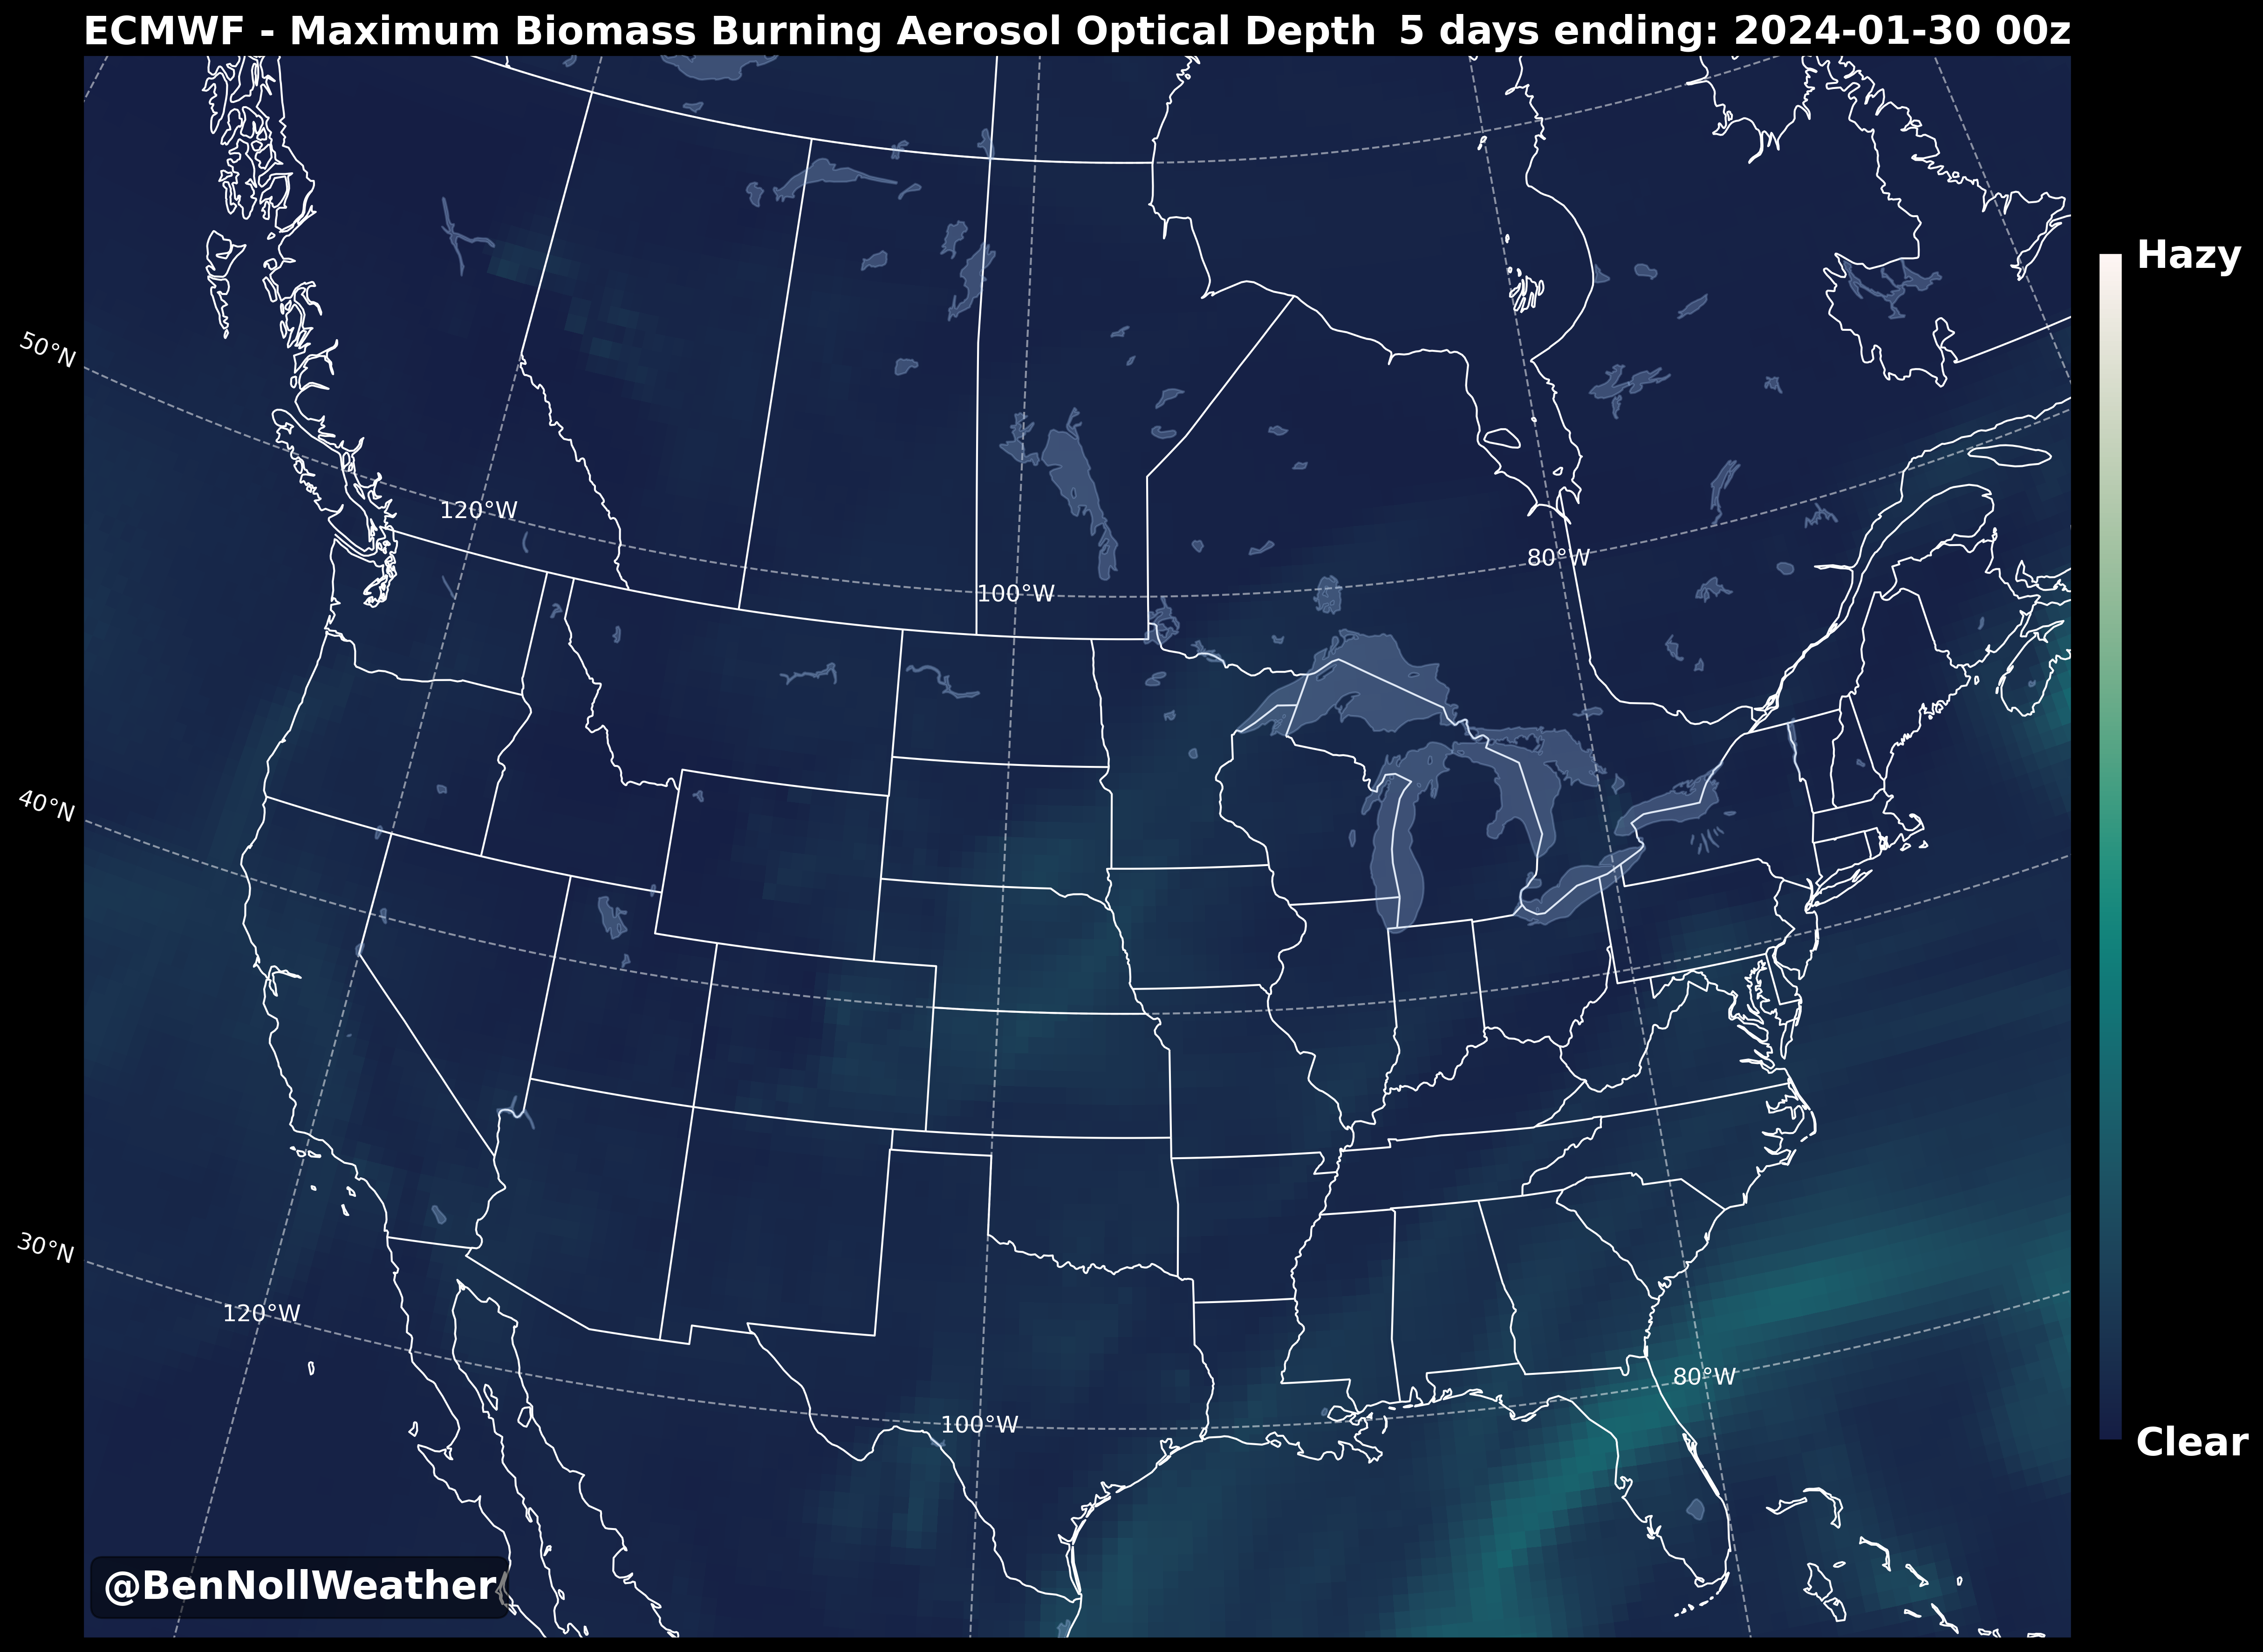 ECMWF - Maximum Biomass Burning Aerosol Optical Depth 5 days ending: 2024-01-30 00z
Hazy
50°N
120°W
80°W
100°W
40°N
30°N
120°W
80°W
100°W
Clear
@BenNollWeather